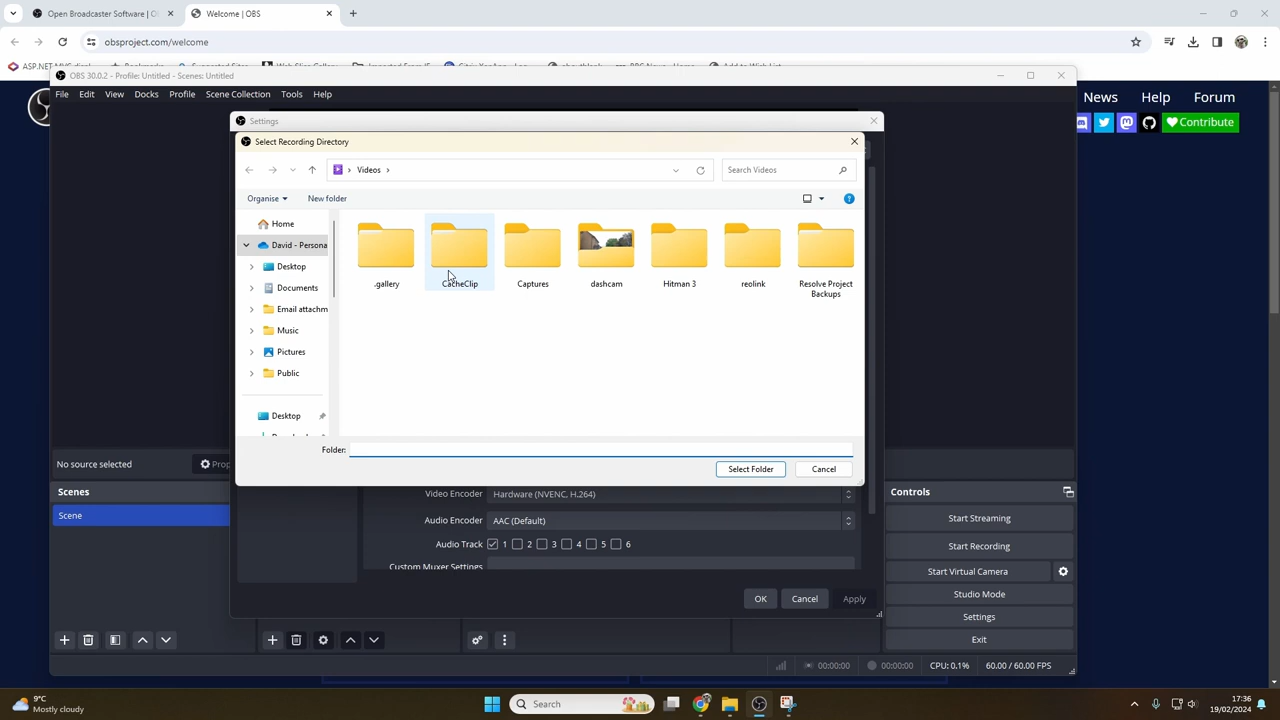 Open Broadcaster Software | O
Welcome | OBS
obsproject.com/welcome
OBS 30.0.2 - Profile: Untitled - Scenes: Untitled
File Edit View Docks Profile Scene Collection Tools Help
News Help Forum
Contribute
Settings
Select Recording Directory
Videos
Search Videos
Organise New folder
Home
David - Persona
Desktop
Documents
Email attachm
Music
Pictures
Public
Desktop
.gallery CacheClip Captures dashcam Hitman 3 reolink Resolve Project
Backups
Folder:
Select Folder Cancel
No source selected
Prop
Video Encoder Hardware (NVENC, H.264)
Audio Encoder AAC (Default)
Audio Track 1 2 3 4 5 6
Custom Muxer Settings
OK Cancel Apply
Scenes
Scene
Controls
Start Streaming
Start Recording
Start Virtual Camera
Studio Mode
Settings
Exit
00:00:00 00:00:00 CPU: 0.1% 60.00 / 60.00 FPS
9°C
Mostly cloudy
Search
17:36
19/02/2024